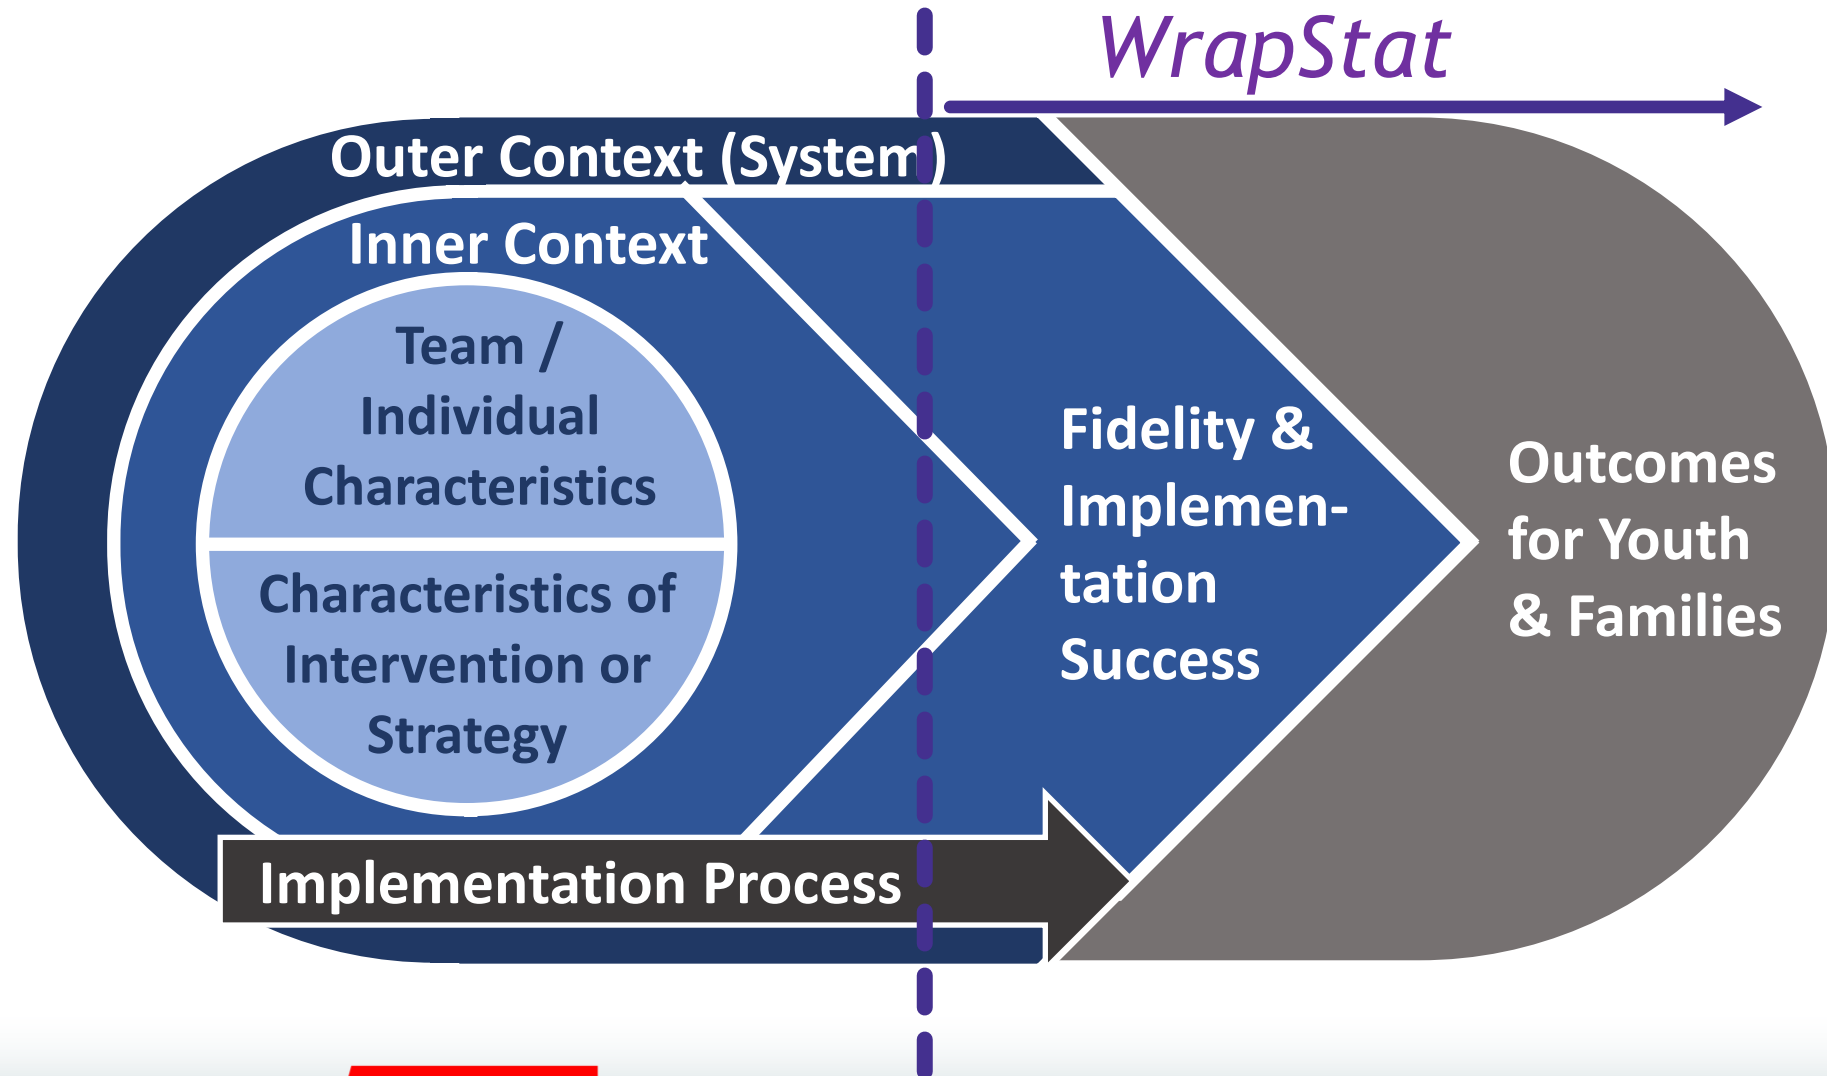 WrapStat
Outer Context (System)
Inner Context
Team /
Individual
Characteristics
Characteristics of
Intervention or
Strategy
Fidelity &
Implemen-
tation
Success
Outcomes
for Youth
& Families
Implementation Process